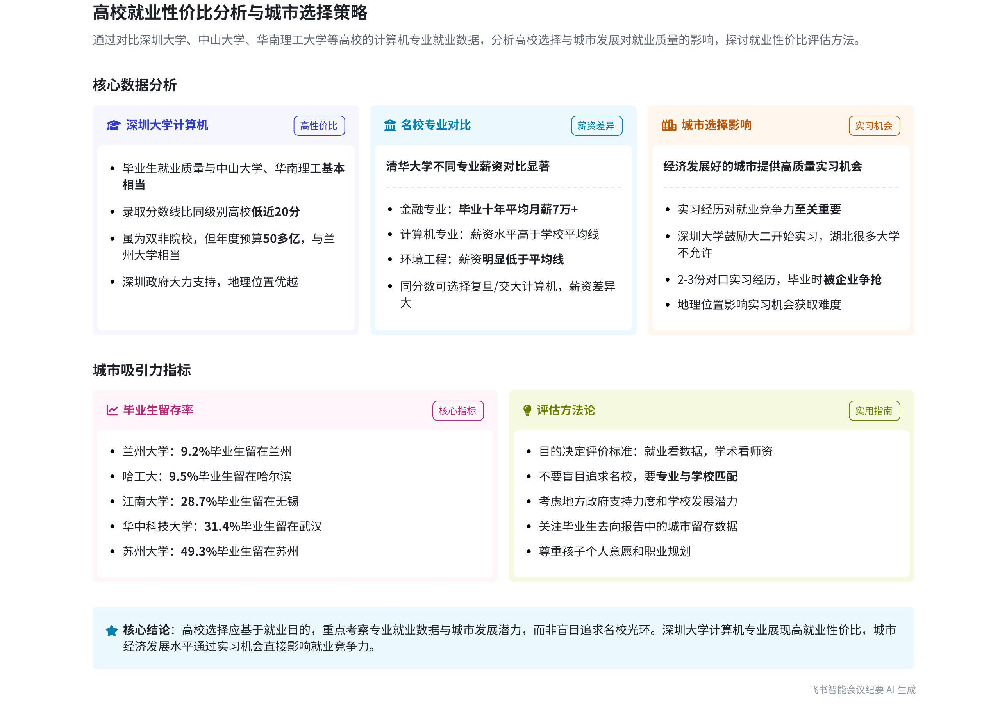 高校就业性价比分析与城市选择策略
通过对比深圳大学、中山大学、华南理工大学等高校的计算机专业就业数据，分析高校选择与城市发展对就业质量的影响，探讨就业性价比评估方法。
核心数据分析
深圳大学计算机
高性价比
毕业生就业质量与中山大学、华南理工基本
相当
录取分数线比同级别高校低近20分
虽为双非院校，但年度预算50多亿，与兰
州大学相当
深圳政府大力支持，地理位置优越
名校专业对比
薪资差异
清华大学不同专业薪资对比显著
金融专业：毕业十年平均月薪7万+
计算机专业：薪资水平高于学校平均线
环境工程：薪资明显低于平均线
同分数可选择复旦/交大计算机，薪资差异
大
城市选择影响
实习机会
经济发展好的城市提供高质量实习机会
实习经历对就业竞争力至关重要
深圳大学鼓励大二开始实习，湖北很多大学
不允许
2-3份对口实习经历，毕业时被企业争抢
地理位置影响实习机会获取难度
城市吸引力指标
毕业生留存率
核心指标
兰州大学：9.2%毕业生留在兰州
哈工大：9.5%毕业生留在哈尔滨
江南大学：28.7%毕业生留在无锡
华中科技大学：31.4%毕业生留在武汉
苏州大学：49.3%毕业生留在苏州
评估方法论
实用指南
目的决定评价标准：就业看数据，学术看师资
不要盲目追求名校，要专业与学校匹配
考虑地方政府支持力度和学校发展潜力
关注毕业生去向报告中的城市留存数据
尊重孩子个人意愿和职业规划
核心结论：高校选择应基于就业目的，重点考察专业就业数据与城市发展潜力，而非盲目追求名校光环。深圳大学计算机专业展现高就业性价比，城市
经济发展水平通过实习机会直接影响就业竞争力。
飞书智能会议纪要 AI 生成